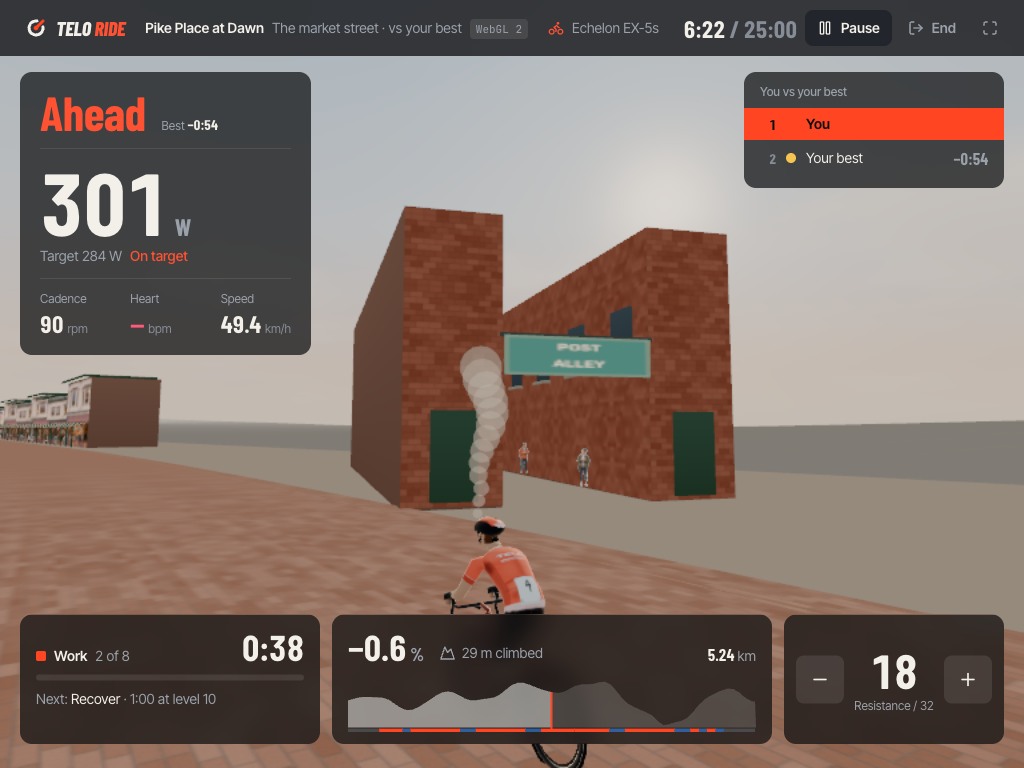 TELO RIDE
Pike Place at Dawn The market street · vs your best WebGL 2
Echelon EX-5s
6:22 / 25:00
Pause
End
Ahead Best −0:54
301 W
Target 284 W On target
Cadence Heart Speed
90 rpm – bpm 49.4 km/h
You vs your best
1 You
2 Your best −0:54
POST
ALLEY
4
Work 2 of 8 0:38
Next: Recover · 1:00 at level 10
−0.6 % 29 m climbed 5.24 km
− 18 +
Resistance / 32